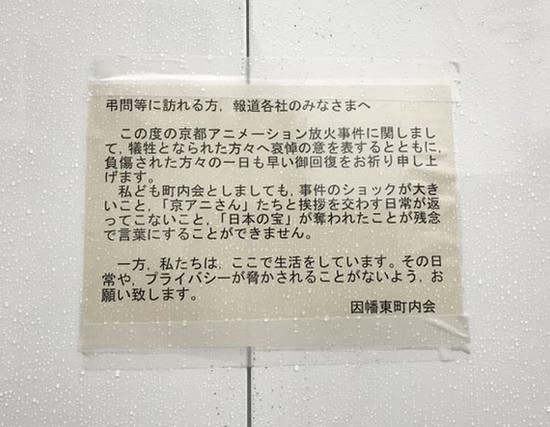 弔問等に訪れる方，報道各社のみなさまへ
この度の京都アニメーション放火事件に関しまし
て，犠牲となられた方々へ哀悼の意を表するとともに，
負傷された方々の一日も早い御回復をお祈り申し上
げます。
私ども町内会としましても，事件のショックが大き
いこと，「京アニさん」たちと挨拶を交わす日常が返
ってこないこと，「日本の宝」が奪われたことが残念
で言葉にすることができません。
一方，私たちは，ここで生活をしています。その日
常や，プライバシーが脅かされることがないよう，お
願い致します。
因幡東町内会